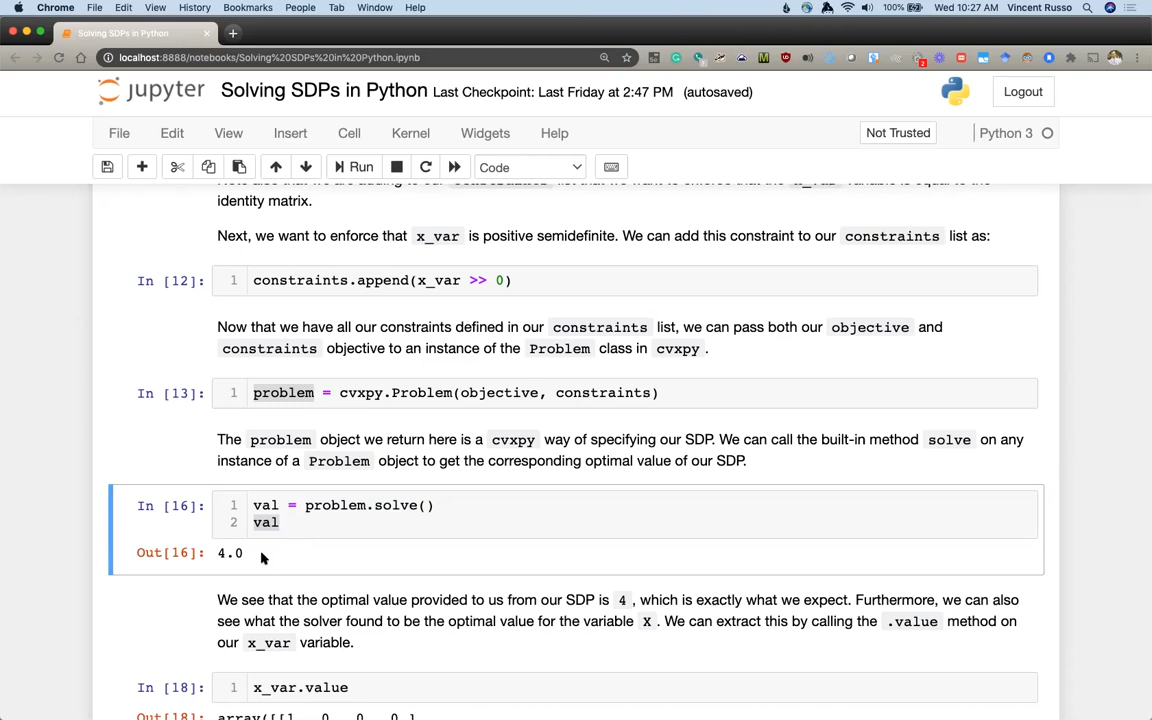 Chrome File Edit View History Bookmarks People Tab Window Help 100% Wed 10:27 AM Vincent Russo
Solving SDPs in Python
localhost:8888/notebooks/Solving%20SDPs%20in%20Python.ipynb
jupyter Solving SDPs in Python Last Checkpoint: Last Friday at 2:47 PM (autosaved) Logout
File Edit View Insert Cell Kernel Widgets Help Not Trusted Python 3
Run Code
identity matrix.
Next, we want to enforce that x_var is positive semidefinite. We can add this constraint to our constraints list as:
In [12]: 1 constraints.append(x_var >> 0)
Now that we have all our constraints defined in our constraints list, we can pass both our objective and
constraints objective to an instance of the Problem class in cvxpy.
In [13]: 1 problem = cvxpy.Problem(objective, constraints)
The problem object we return here is a cvxpy way of specifying our SDP. We can call the built-in method solve on any
instance of a Problem object to get the corresponding optimal value of our SDP.
In [16]: 1 val = problem.solve()
2 val
Out[16]: 4.0
We see that the optimal value provided to us from our SDP is 4, which is exactly what we expect. Furthermore, we can also
see what the solver found to be the optimal value for the variable X. We can extract this by calling the .value method on
our x_var variable.
In [18]: 1 x_var.value
Out[18]: array([[1., 0., 0., 0.],